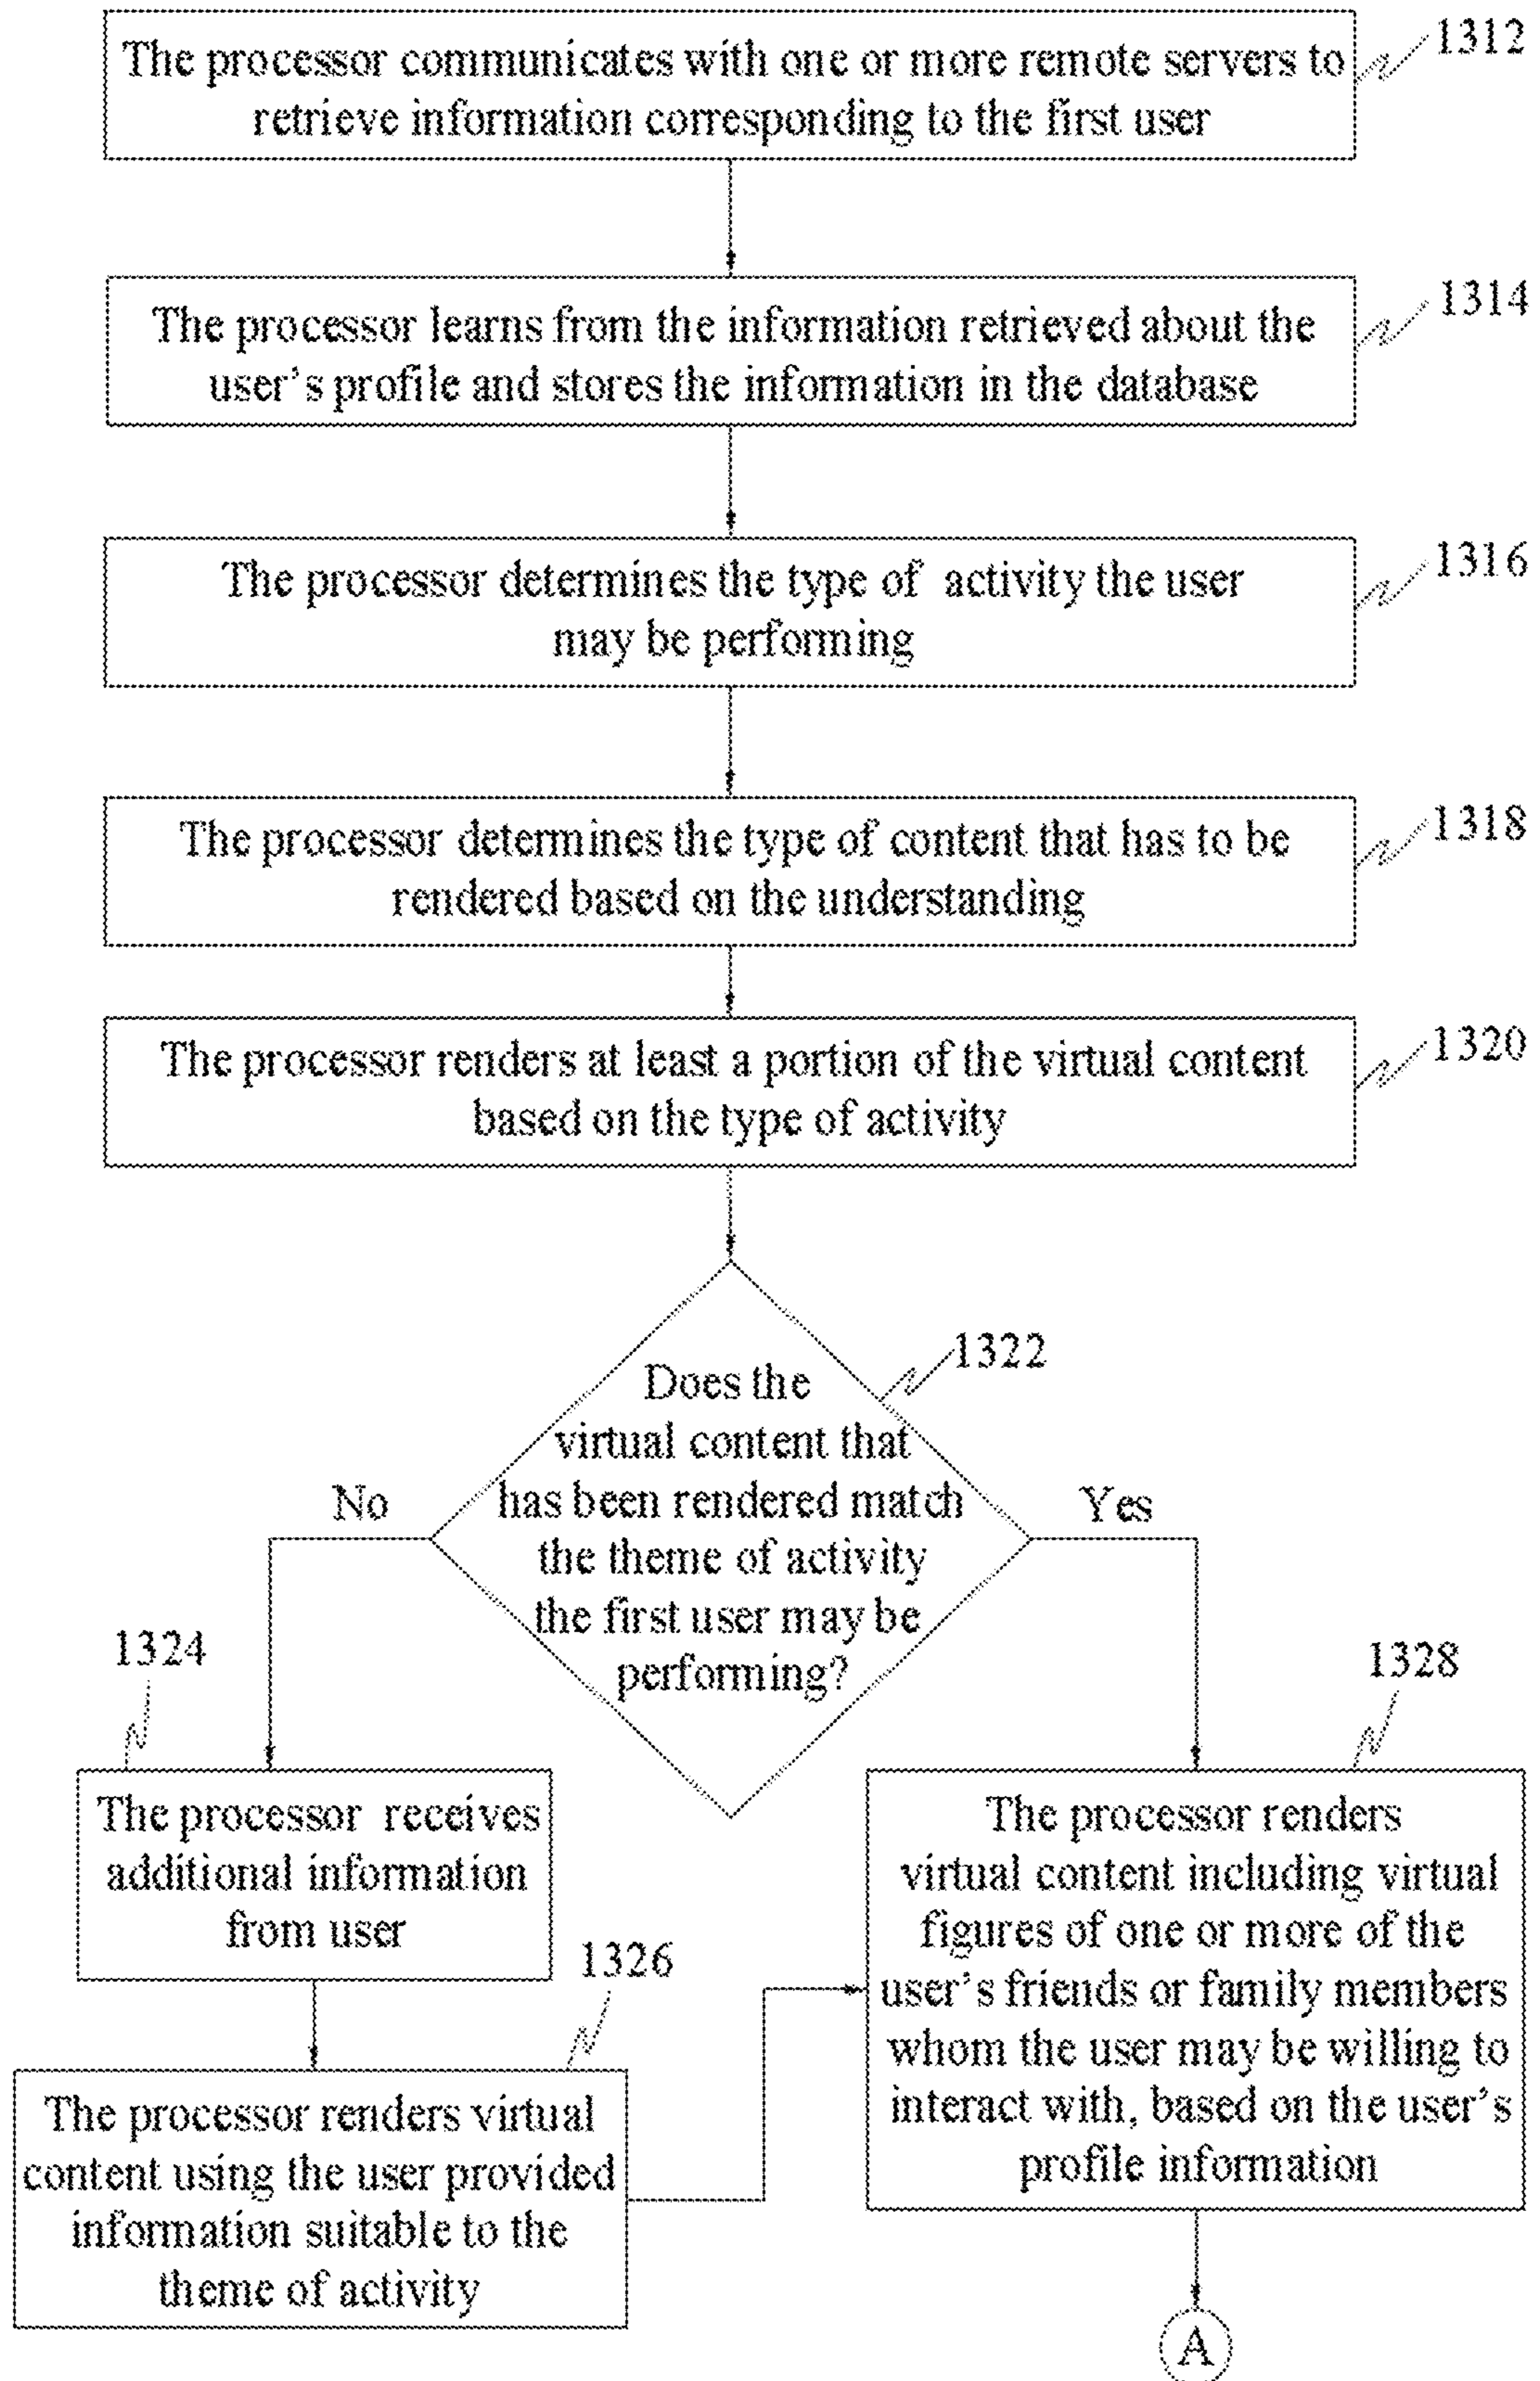 The processor communicates with one or more remote servers to
retrieve information corresponding to the first user
1312
The processor learns from the information retrieved about the
user's profile and stores the information in the database
1314
The processor determines the type of activity the user
may be performing
1316
The processor determines the type of content that has to be
rendered based on the understanding
1318
The processor renders at least a portion of the virtual content
based on the type of activity
1320
Does the
virtual content that
has been rendered match
the theme of activity
the first user may be
performing?
1322
No
Yes
1324
The processor receives
additional information
from user
1326
The processor renders virtual
content using the user provided
information suitable to the
theme of activity
1328
The processor renders
virtual content including virtual
figures of one or more of the
user's friends or family members
whom the user may be willing to
interact with, based on the user's
profile information
A